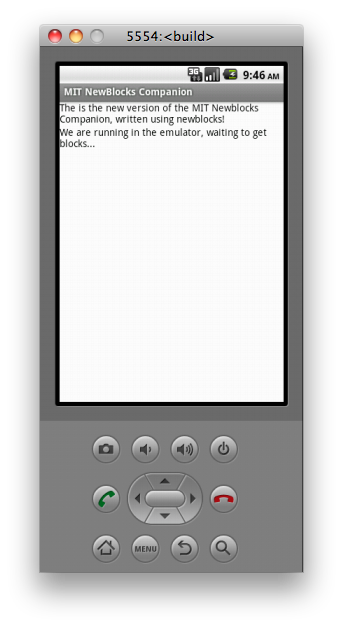 5554:<build>
3G
9:46 AM
MIT NewBlocks Companion
The is the new version of the MIT Newblocks
Companion, written using newblocks!
We are running in the emulator, waiting to get
blocks...
MENU